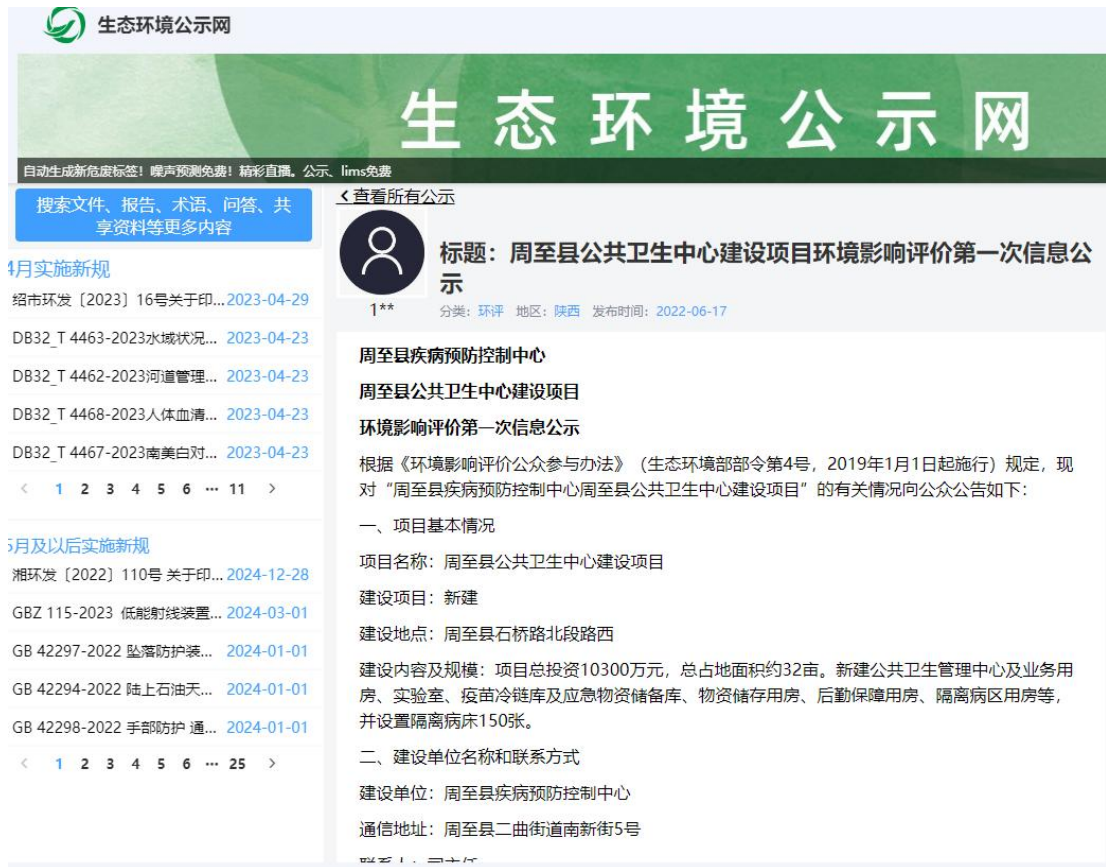 生态环境公示网
生态环境公示网
自动生成新危废标签！噪声预测免费！精彩直播。公示、lims免费
搜索文件、报告、术语、问答、共
享资料等更多内容
4月实施新规
绍市环发〔2023〕16号关于印... 2023-04-29
DB32_T 4463-2023水域状况... 2023-04-23
DB32_T 4462-2023河道管理... 2023-04-23
DB32_T 4468-2023人体血清... 2023-04-23
DB32_T 4467-2023南美白对... 2023-04-23
< 1 2 3 4 5 6 ··· 11 >
5月及以后实施新规
湘环发〔2022〕110号 关于印... 2024-12-28
GBZ 115-2023 低能射线装置... 2024-03-01
GB 42297-2022 坠落防护装... 2024-01-01
GB 42294-2022 陆上石油天... 2024-01-01
GB 42298-2022 手部防护 通... 2024-01-01
< 1 2 3 4 5 6 ··· 25 >
<查看所有公示
1**
标题：周至县公共卫生中心建设项目环境影响评价第一次信息公
示
分类：环评 地区：陕西 发布时间：2022-06-17
周至县疾病预防控制中心
周至县公共卫生中心建设项目
环境影响评价第一次信息公示
根据《环境影响评价公众参与办法》（生态环境部部令第4号，2019年1月1日起施行）规定，现
对“周至县疾病预防控制中心周至县公共卫生中心建设项目”的有关情况向公众公告如下：
一、项目基本情况
项目名称：周至县公共卫生中心建设项目
建设项目：新建
建设地点：周至县石桥路北段路西
建设内容及规模：项目总投资10300万元，总占地面积约32亩。新建公共卫生管理中心及业务用
房、实验室、疫苗冷链库及应急物资储备库、物资储存用房、后勤保障用房、隔离病区用房等，
并设置隔离病床150张。
二、建设单位名称和联系方式
建设单位：周至县疾病预防控制中心
通信地址：周至县二曲街道南新街5号